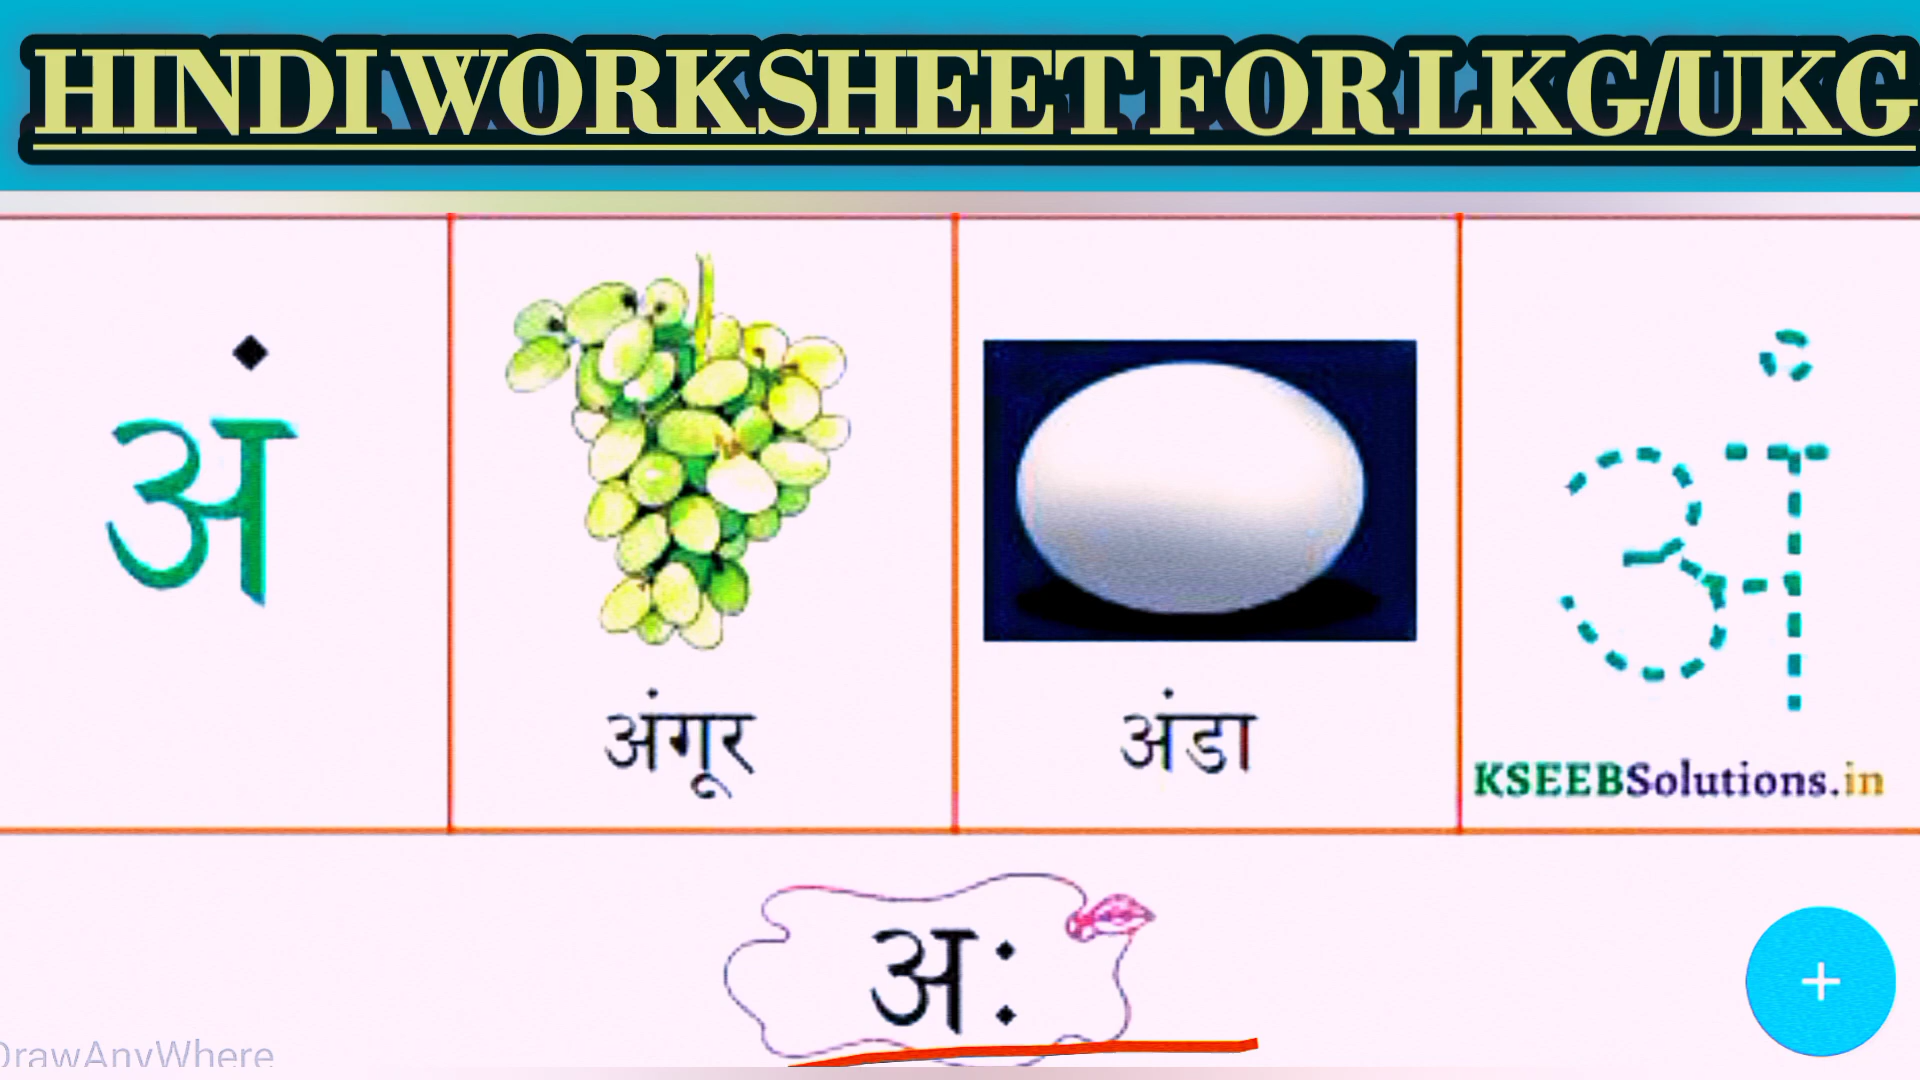 HINDI WORKSHEET FOR LKG/UKG
अं
अंगूर
अंडा
अं
KSEEBSolutions.in
अः
+
DrawAnyWhere